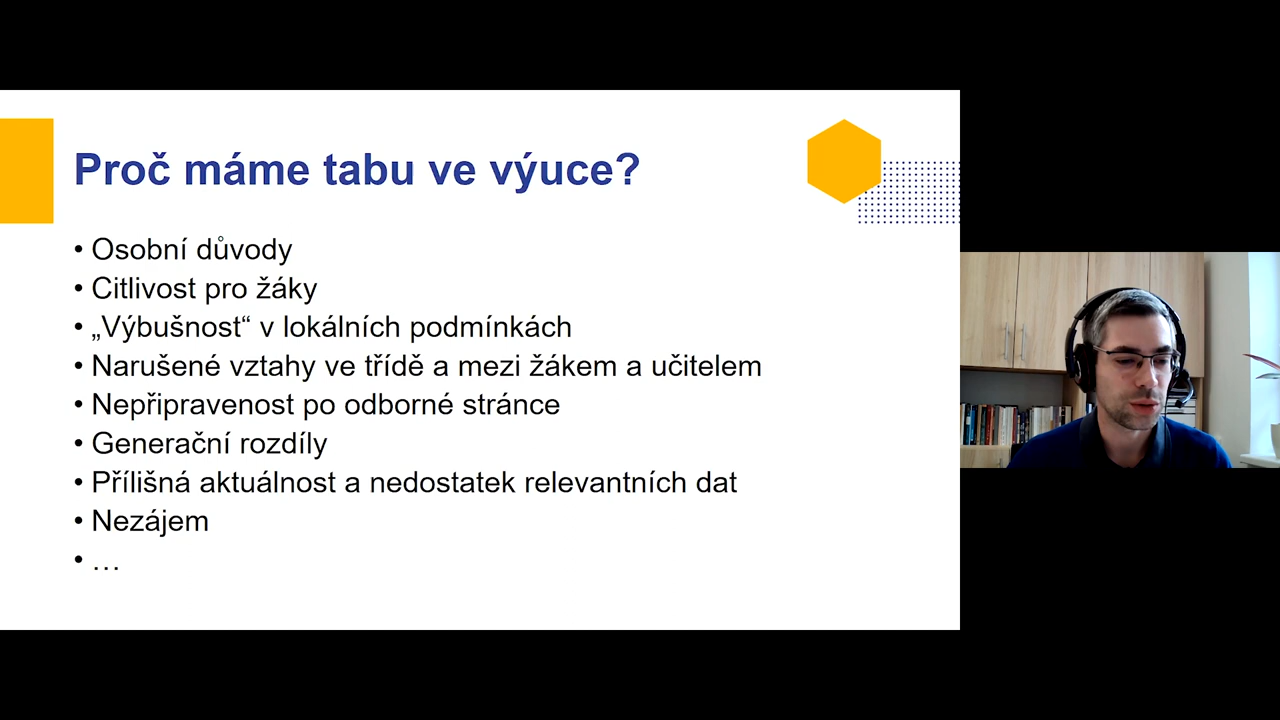 Proč máme tabu ve výuce?
• Osobní důvody
• Citlivost pro žáky
• „Výbušnost“ v lokálních podmínkách
• Narušené vztahy ve třídě a mezi žákem a učitelem
• Nepřipravenost po odborné stránce
• Generační rozdíly
• Přílišná aktuálnost a nedostatek relevantních dat
• Nezájem
• …